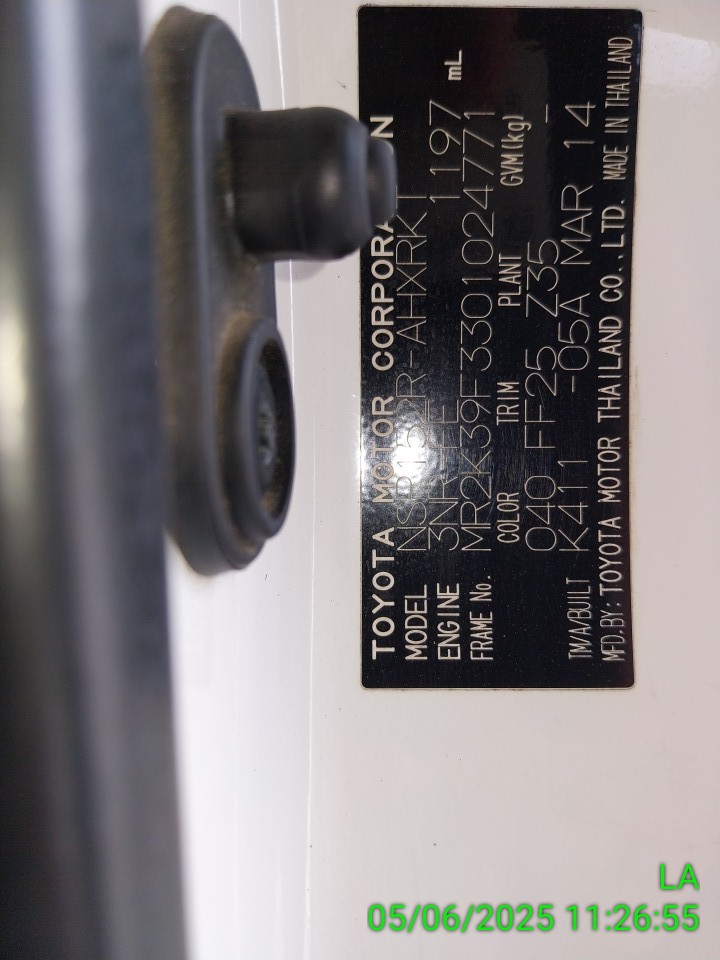 TOYOTA MOTOR CORPORATION
MODEL
ENGINE 1197 mL
FRAME No. MR2K39F3301024771
COLOR TRIM PLANT GVM(kg)
040 FF25 Z35 -
TM/A/BUILT K411 -05A MAR 14
MFD.BY: TOYOTA MOTOR THAILAND CO.,LTD. MADE IN THAILAND
LA
05/06/2025 11:26:55